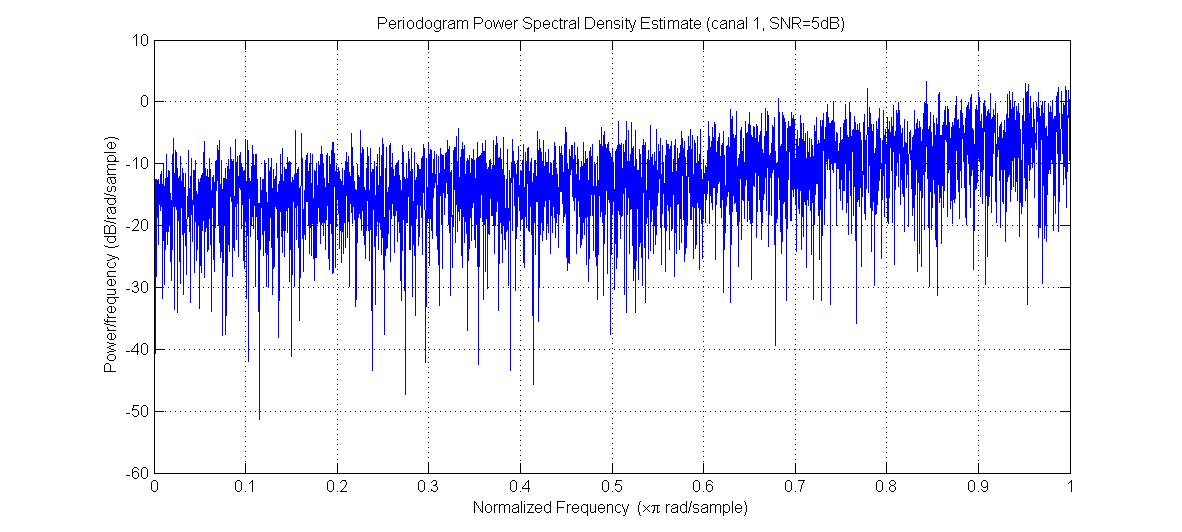 Periodogram Power Spectral Density Estimate (canal 1, SNR=5dB)
10
0
-10
-20
-30
-40
-50
-60
Power/frequency (dB/rad/sample)
0 0.1 0.2 0.3 0.4 0.5 0.6 0.7 0.8 0.9 1
Normalized Frequency (×π rad/sample)